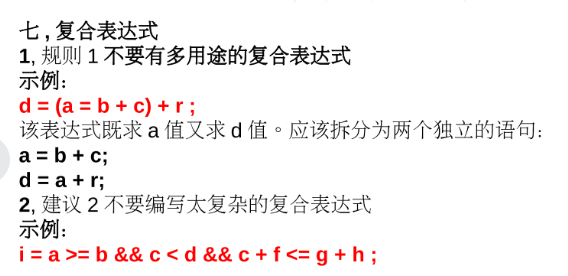 七 , 复合表达式
1, 规则 1 不要有多用途的复合表达式
示例：
d = (a = b + c) + r ;
该表达式既求 a 值又求 d 值。应该拆分为两个独立的语句：
a = b + c;
d = a + r;
2, 建议 2 不要编写太复杂的复合表达式
示例：
i = a >= b && c < d && c + f <= g + h ;